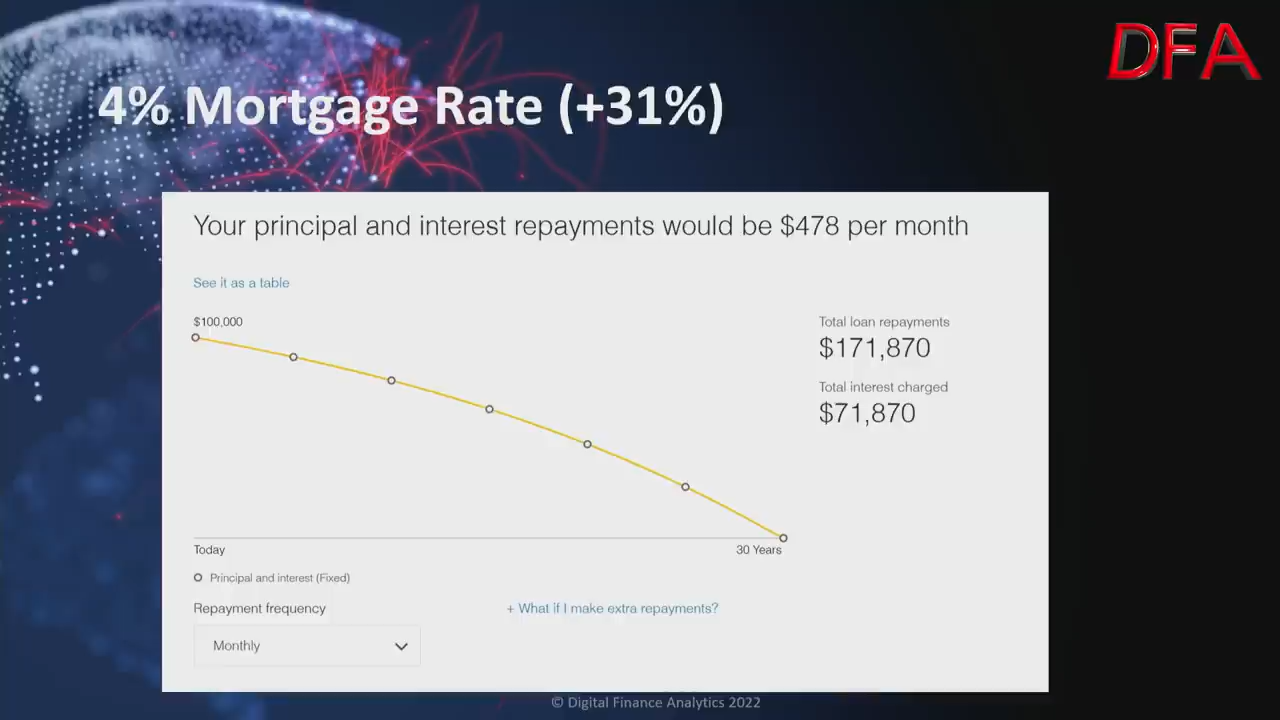 DFA
4% Mortgage Rate (+31%)
Your principal and interest repayments would be $478 per month
See it as a table
$100,000
Total loan repayments
$171,870
Total interest charged
$71,870
Today
30 Years
Principal and interest (Fixed)
Repayment frequency
+ What if I make extra repayments?
Monthly
© Digital Finance Analytics 2022